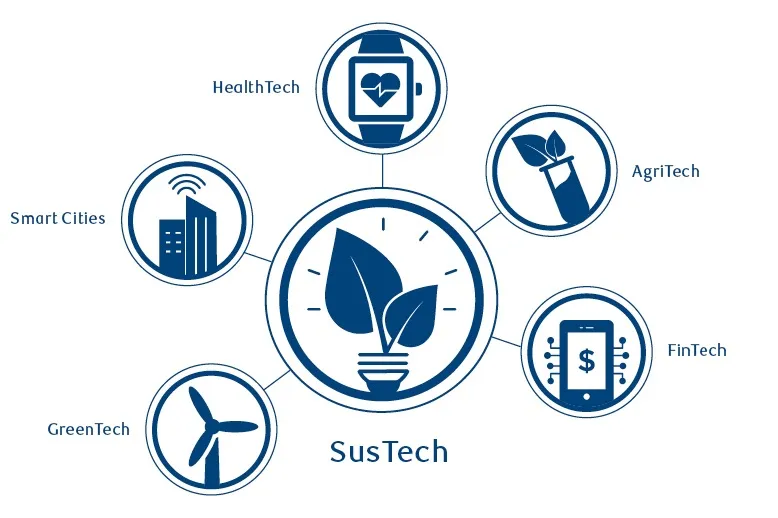 HealthTech
AgriTech
Smart Cities
$
FinTech
GreenTech
SusTech